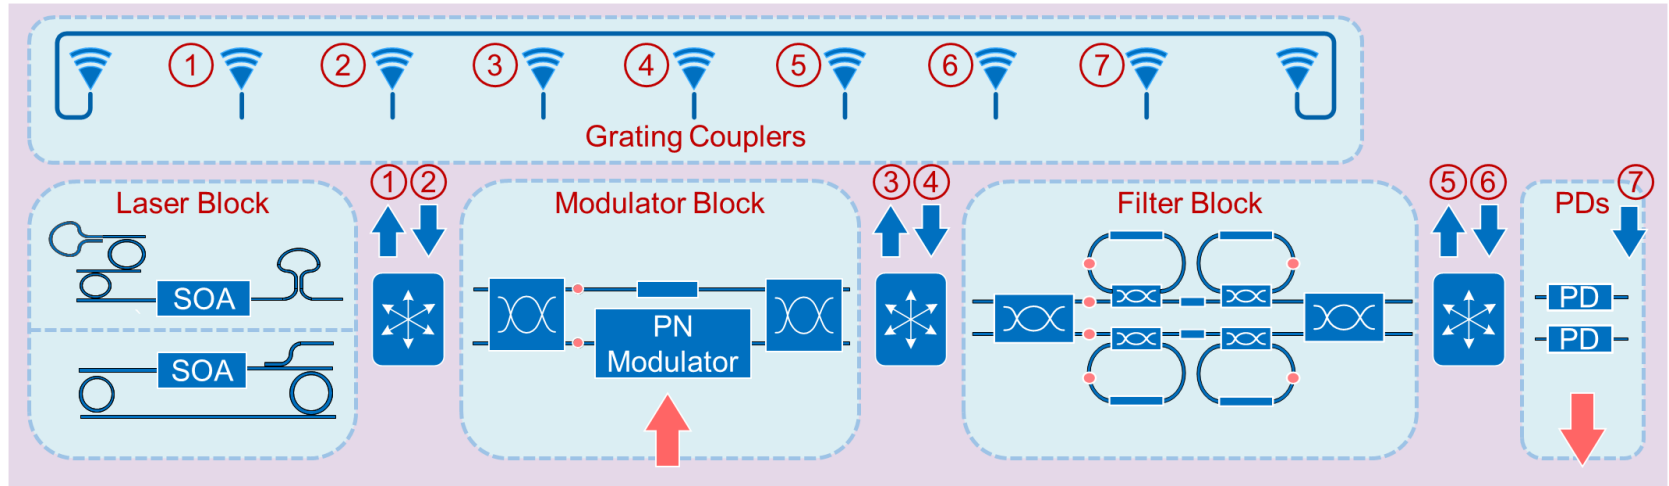 ① ② ③ ④ ⑤ ⑥ ⑦
Grating Couplers
① ② ③ ④ ⑤ ⑥ ⑦
Laser Block
Modulator Block
Filter Block
PDs
SOA
SOA
PN
Modulator
PD
PD